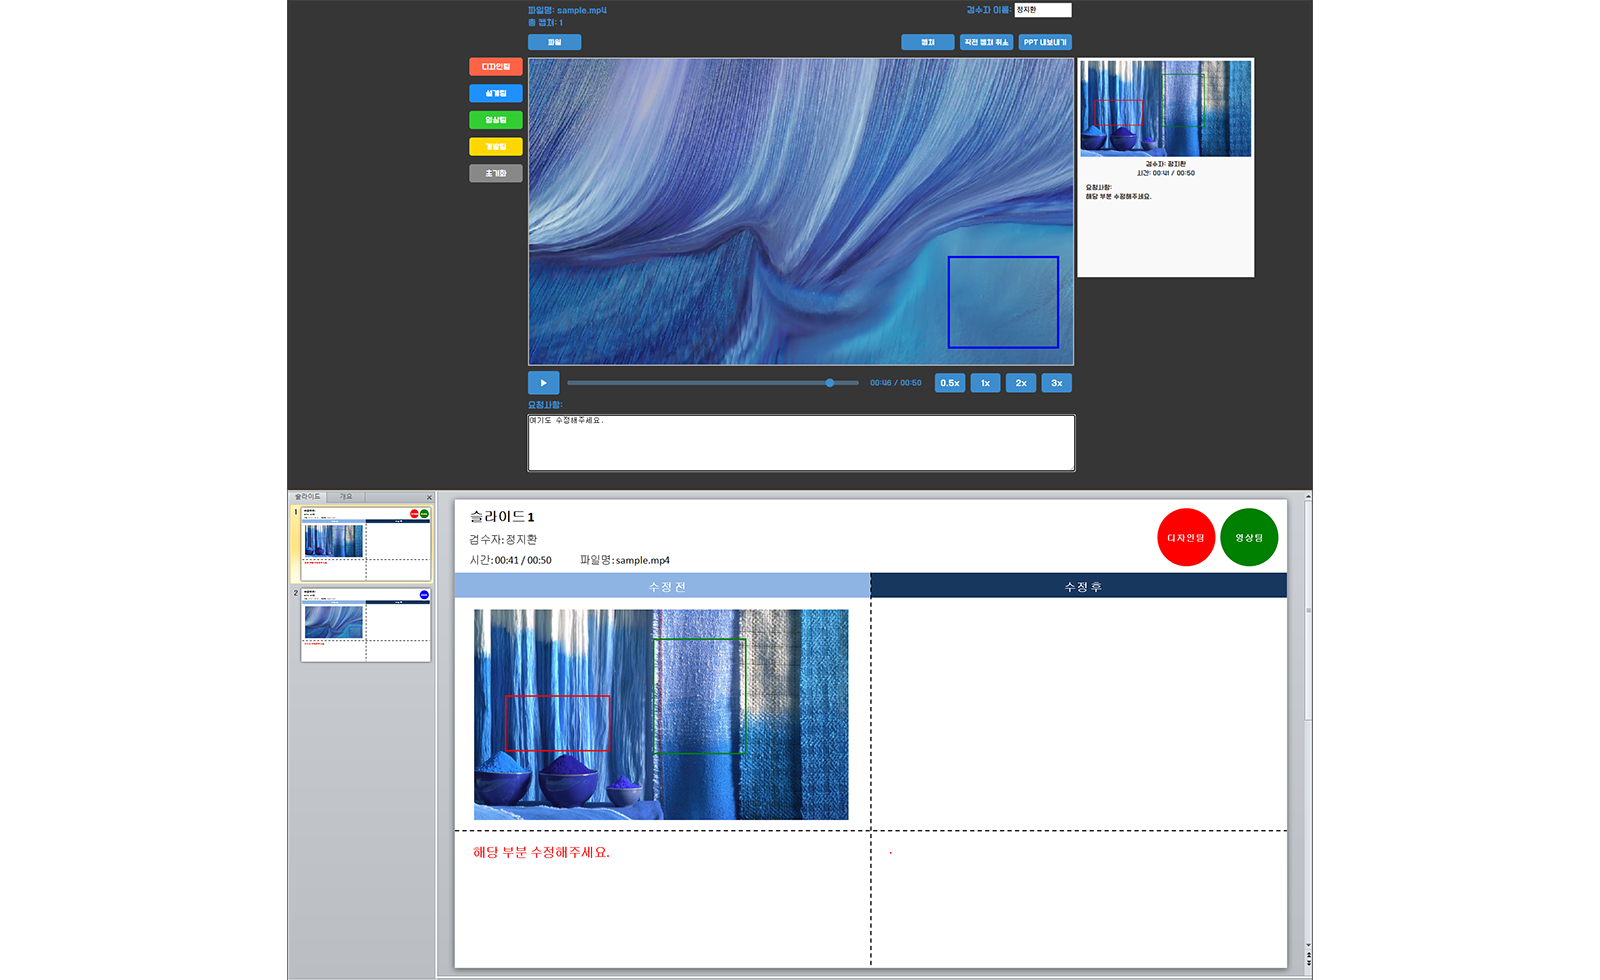 파일명: sample.mp4
총 캡처: 1
검수자 이름: 정지환
파일
캡처
직전 캡처 취소
PPT 내보내기
디자인팀
설계팀
영상팀
개발팀
초기화
검수자: 정지환
시간: 00:41 / 00:50
요청사항:
해당 부분 수정해주세요.
00:46 / 00:50
0.5x
1x
2x
3x
요청사항:
여기도 수정해주세요.
슬라이드
개요
1
2
슬라이드 1
검수자: 정지환
시간: 00:41 / 00:50
파일명: sample.mp4
디자인팀
영상팀
수정 전
수정 후
해당 부분 수정해주세요.